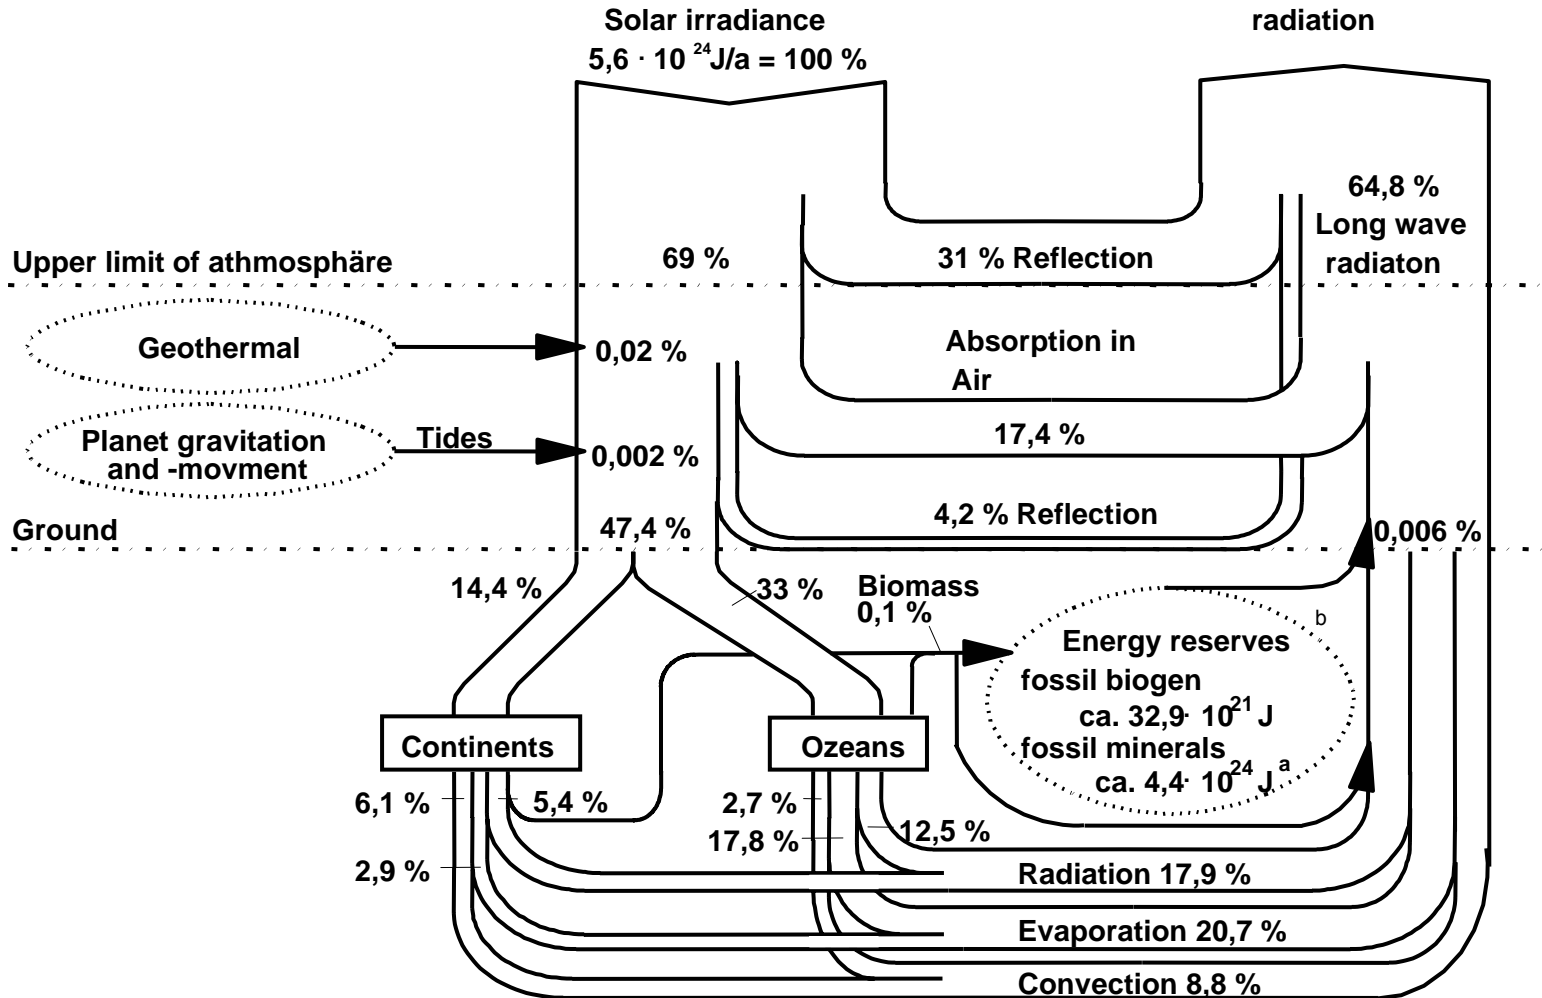 Solar irradiance
5,6 · 10 24 J/a = 100 %
radiation
64,8 %
Long wave
radiaton
Upper limit of athmosphäre
69 %
31 % Reflection
Geothermal
0,02 %
Absorption in
Air
Planet gravitation
and -movment
Tides
0,002 %
17,4 %
Ground
47,4 %
4,2 % Reflection
0,006 %
14,4 %
33 %
Biomass
0,1 %
b
Energy reserves
fossil biogen
ca. 32,9· 10 21 J
fossil minerals
ca. 4,4· 10 24 J a
Continents
Ozeans
6,1 %
5,4 %
2,7 %
17,8 %
12,5 %
2,9 %
Radiation 17,9 %
Evaporation 20,7 %
Convection 8,8 %